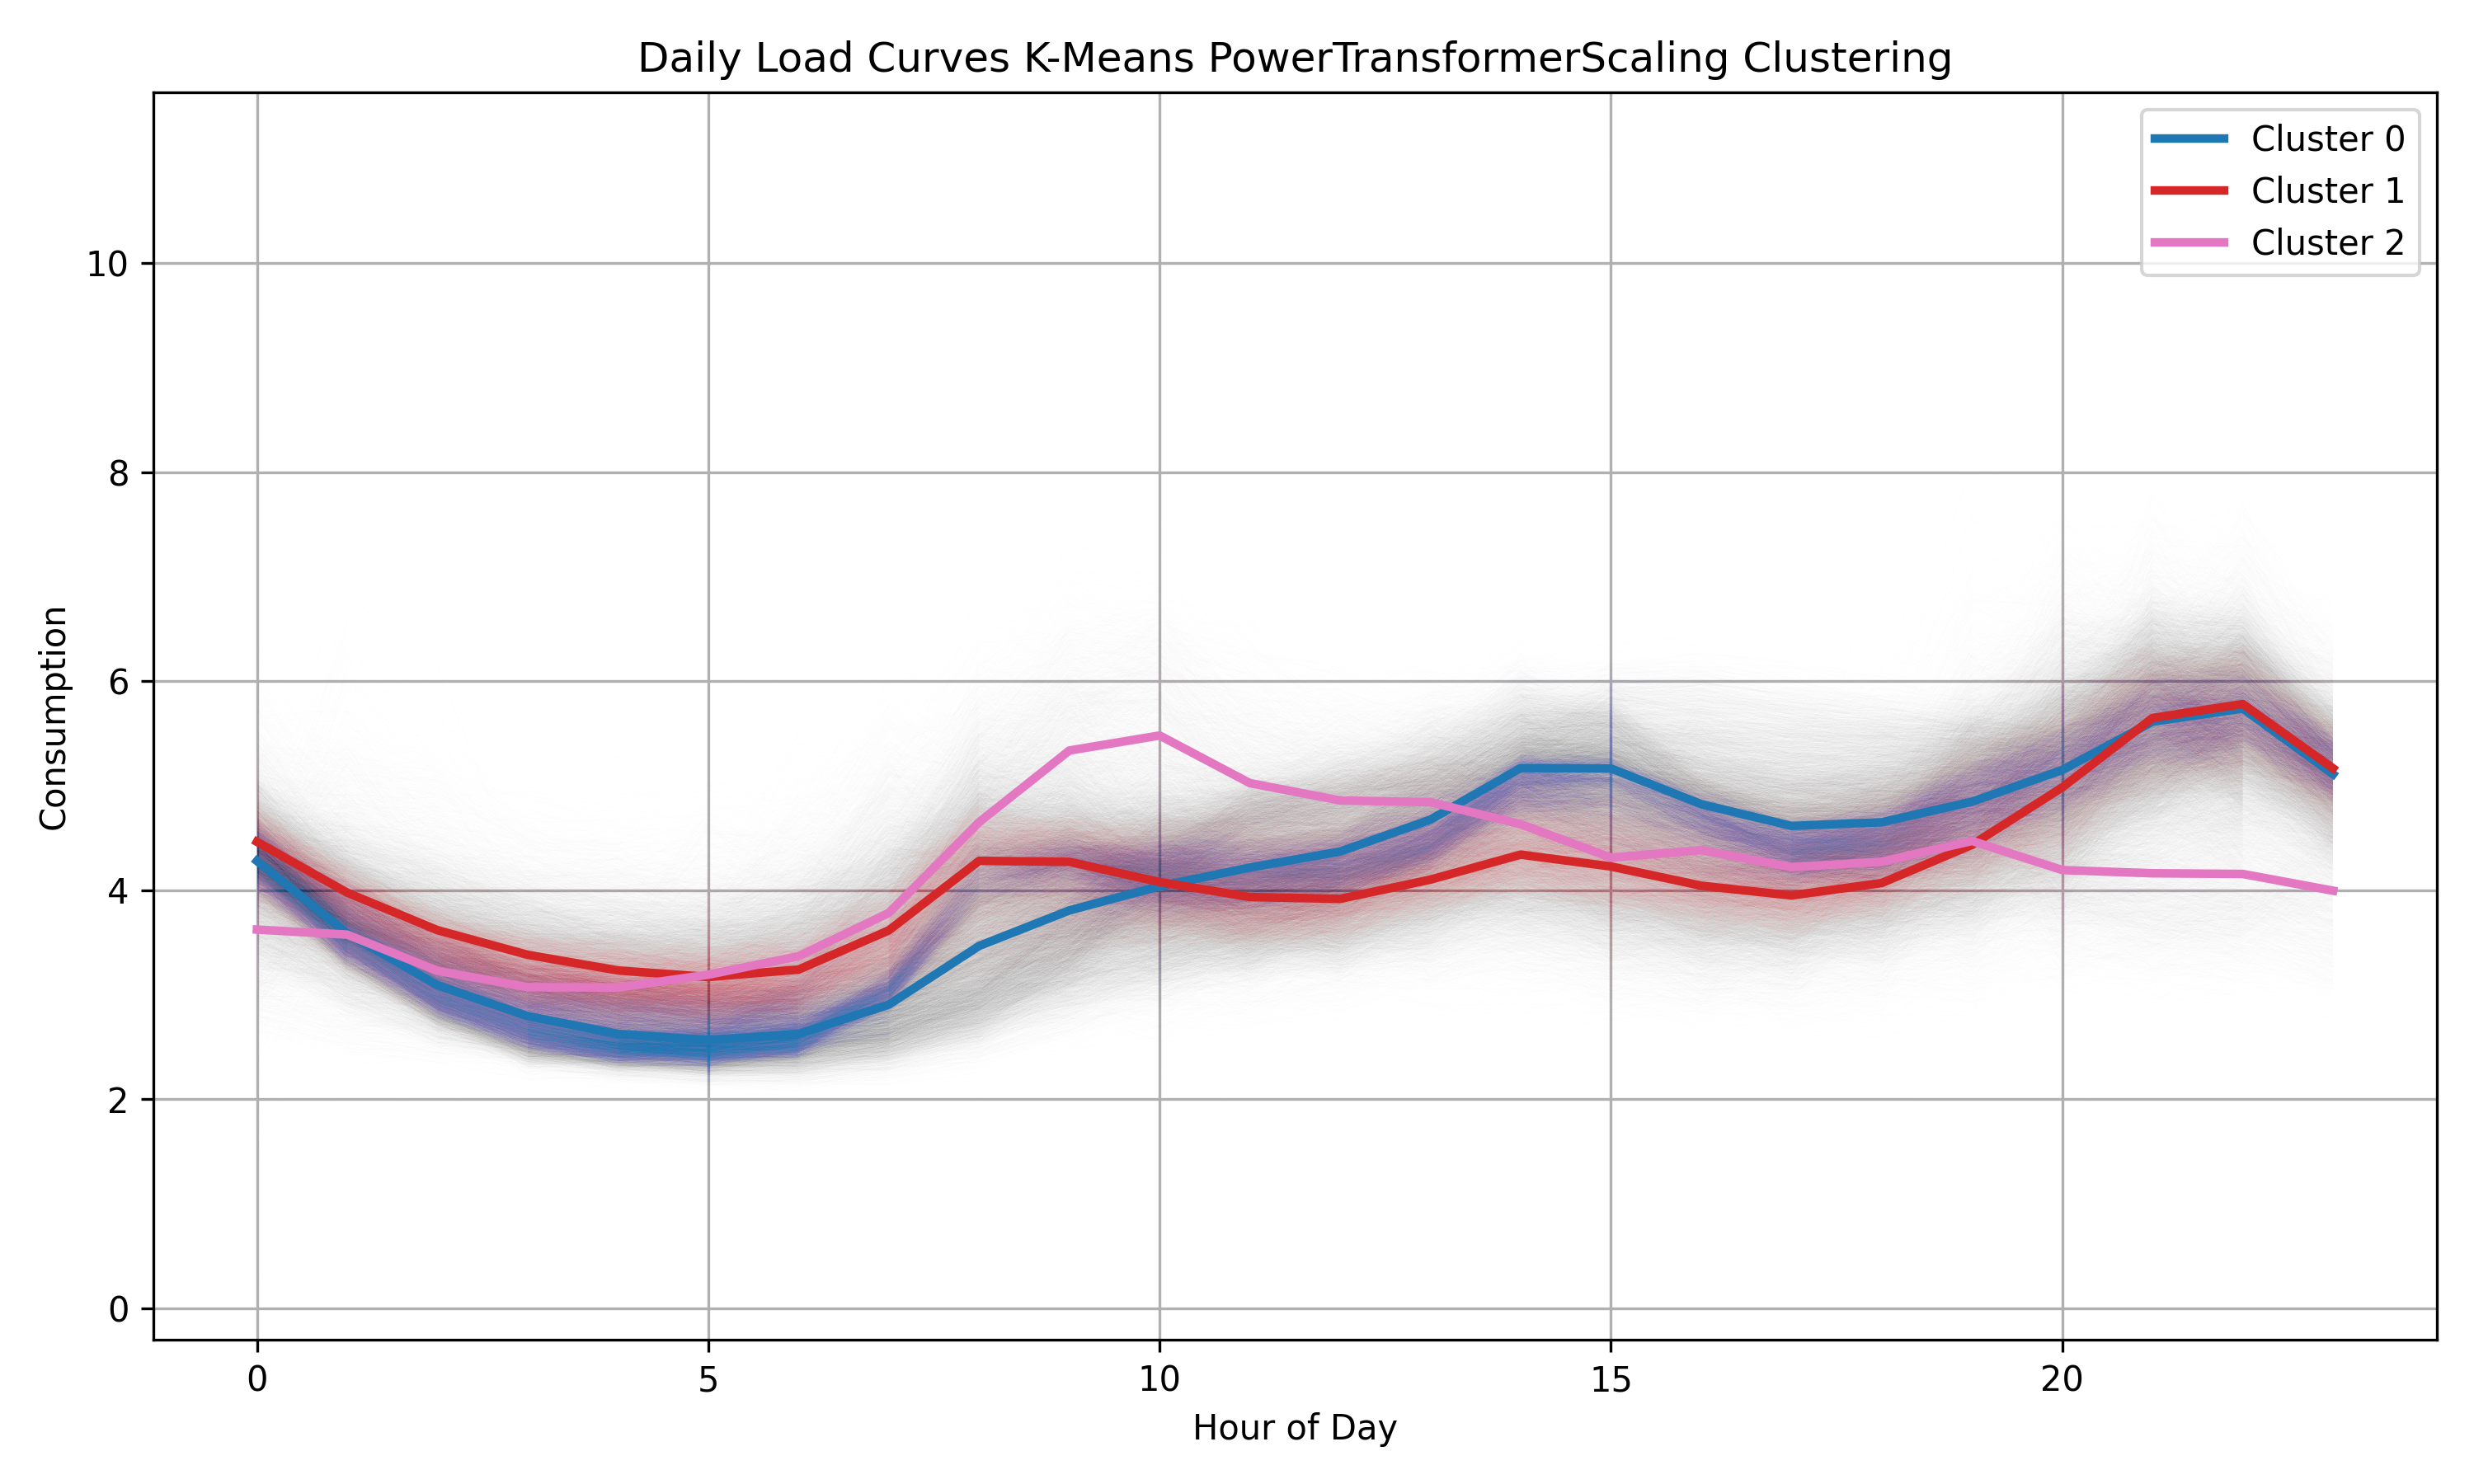 Daily Load Curves K-Means PowerTransformerScaling Clustering
Cluster 0
Cluster 1
Cluster 2
Consumption
10
8
6
4
2
0
0 5 10 15 20
Hour of Day